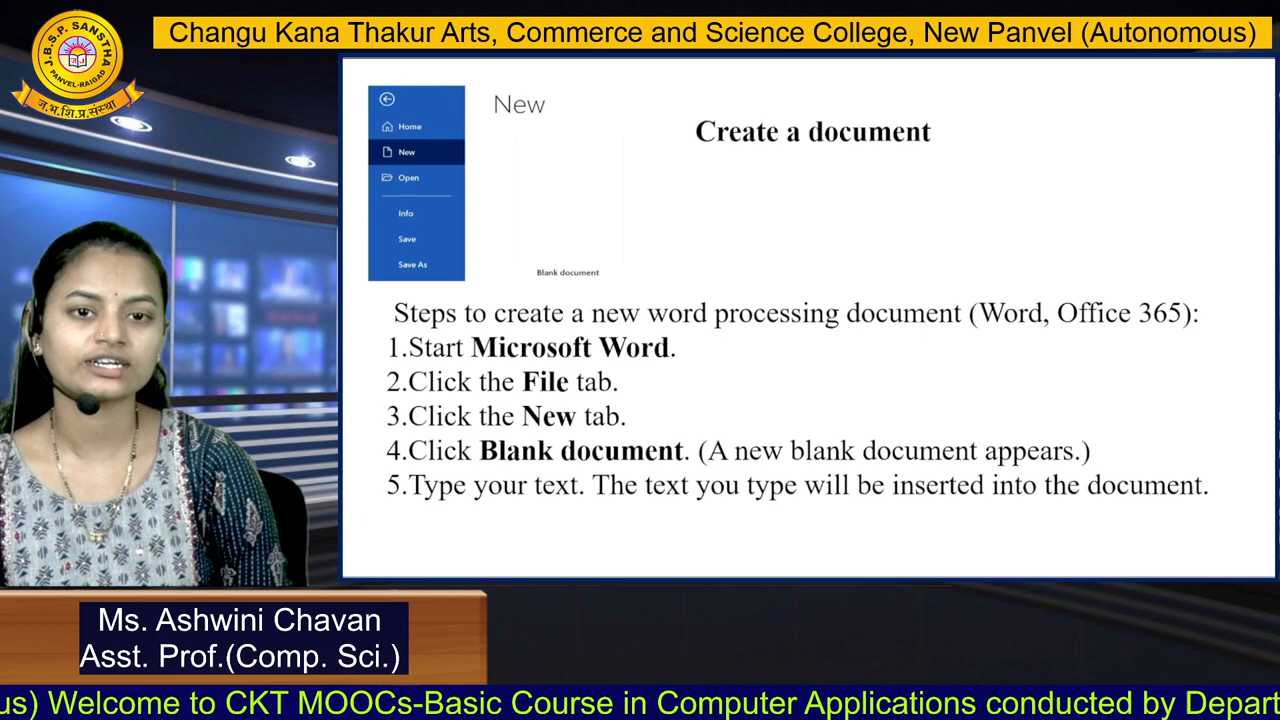 Changu Kana Thakur Arts, Commerce and Science College, New Panvel (Autonomous)
J.B.S.P. SANSTHA
PANVEL-RAIGAD
ज.भ.शि.प्र.संस्था
New
Home
New
Open
Info
Save
Save As
Blank document
Create a document
Steps to create a new word processing document (Word, Office 365):
1.Start Microsoft Word.
2.Click the File tab.
3.Click the New tab.
4.Click Blank document. (A new blank document appears.)
5.Type your text. The text you type will be inserted into the document.
Ms. Ashwini Chavan
Asst. Prof.(Comp. Sci.)
us) Welcome to CKT MOOCs-Basic Course in Computer Applications conducted by Depart